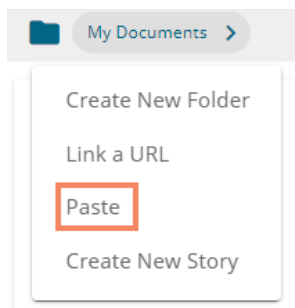 My Documents
Create New Folder
Link a URL
Paste
Create New Story